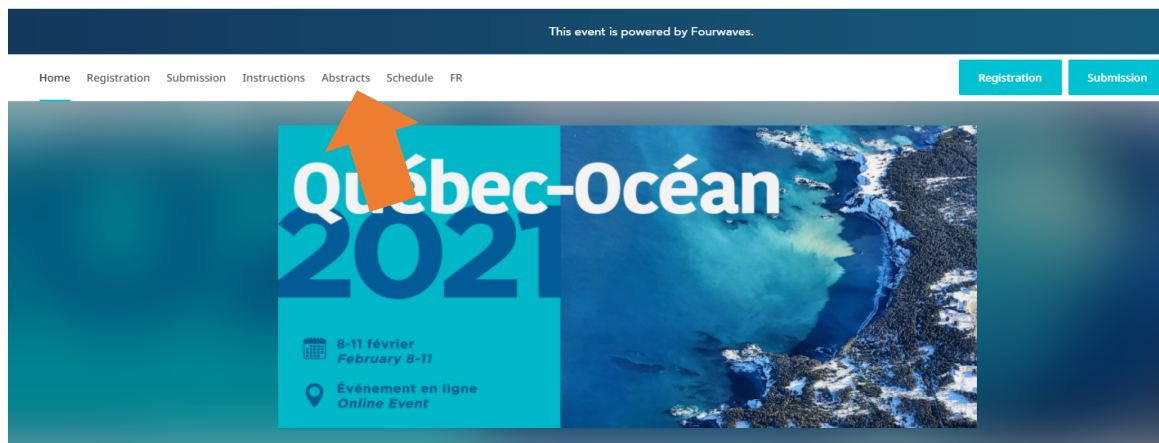 This event is powered by Fourwaves.
Home Registration Submission Instructions Abstracts Schedule FR Registration Submission
Québec-Océan
2021
8-11 février
February 8-11
Événement en ligne
Online Event